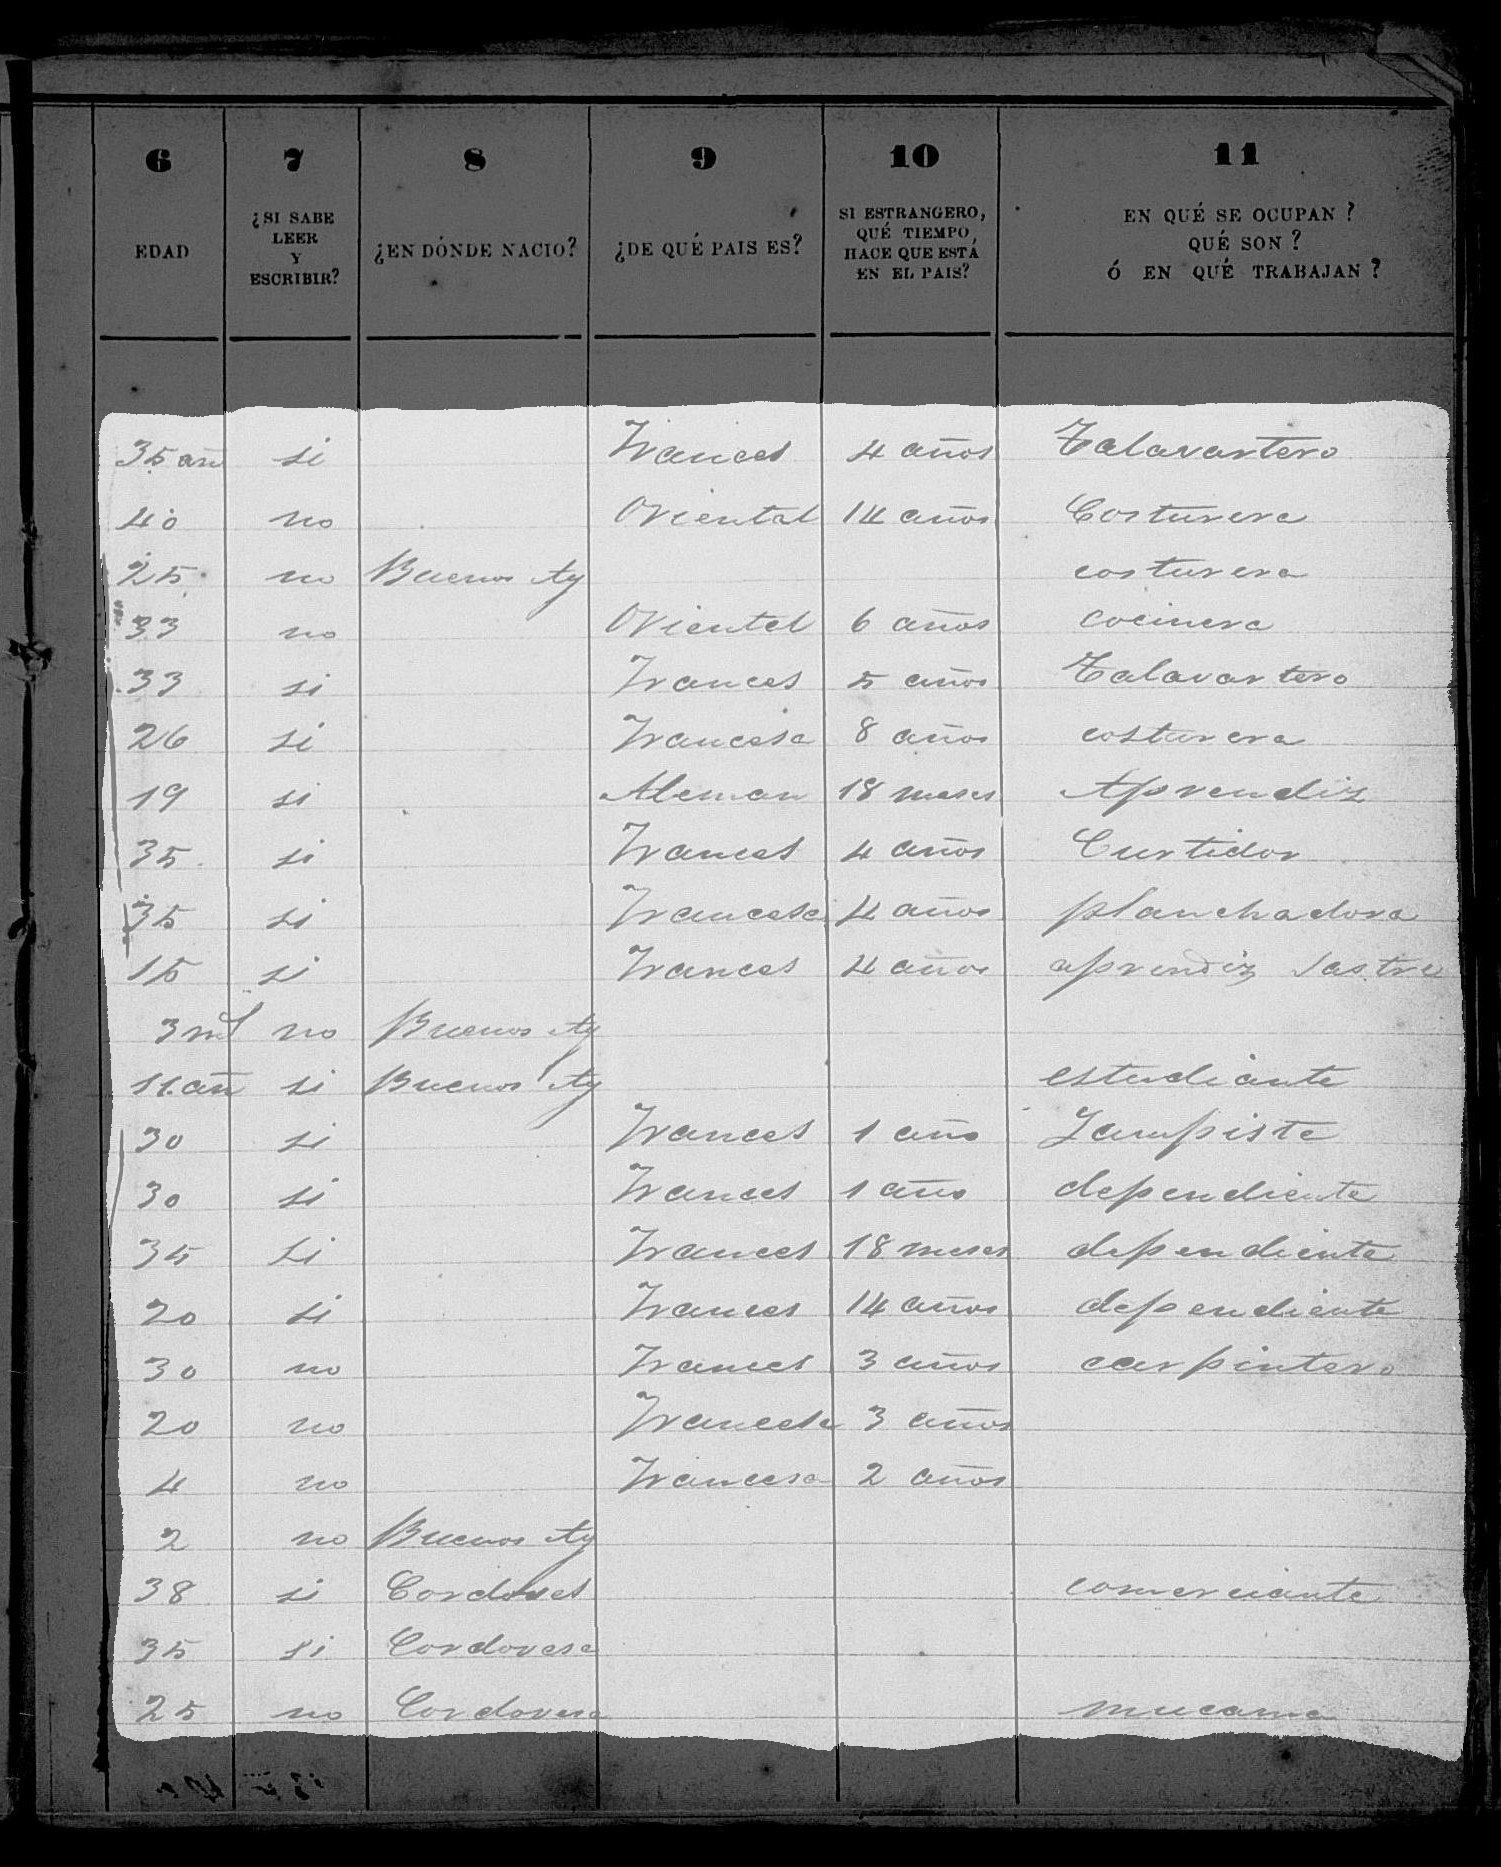 6 7 8 9 10 11
EDAD ¿SI SABE LEER Y ESCRIBIR? ¿EN DÓNDE NACIO? ¿DE QUÉ PAIS ES? SI ESTRANGERO, QUÉ TIEMPO, HACE QUE ESTÁ EN EL PAIS? EN QUÉ SE OCUPAN? QUÉ SON? Ó EN QUÉ TRABAJAN?
35 añ si Frances 4 años Talavartero
40 no Oriental 14 años Costurera
25 no Buenos Ay costurera
33 no Oriental 6 años cocinera
33 si Frances 5 años Talavartero
26 si Francesa 8 años costurera
19 si Aleman 18 meses Aprendiz
35 si Frances 4 años Curtidor
35 si Francesa 4 años planchadora
15 si Frances 4 años aprendiz sastre
3 ms no Buenos Ay
11 añ si Buenos Ay estudiante
30 si Frances 1 año Lampista
30 si Frances 1 año dependiente
35 si Frances 18 meses dependiente
20 si Frances 14 años dependiente
30 no Frances 3 años carpintero
20 no Francesa 3 años
4 no Francesa 2 años
2 no Buenos Ay
38 si Cordoves comerciante
35 si Cordovesa
25 no Cordovesa mucama